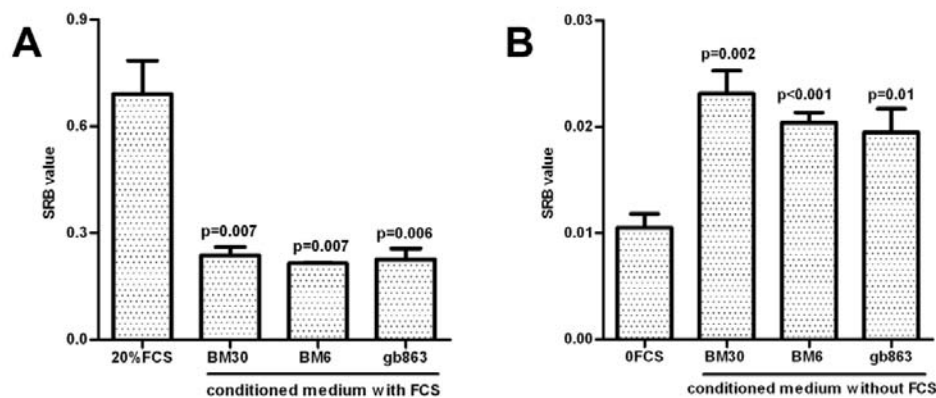 A
SRB value
0.9
0.6
0.3
0.0
p=0.007
p=0.007
p=0.006
20%FCS
BM30
BM6
gb863
conditioned medium with FCS
B
SRB value
0.03
0.02
0.01
0.00
p=0.002
p<0.001
p=0.01
0FCS
BM30
BM6
gb863
conditioned medium without FCS